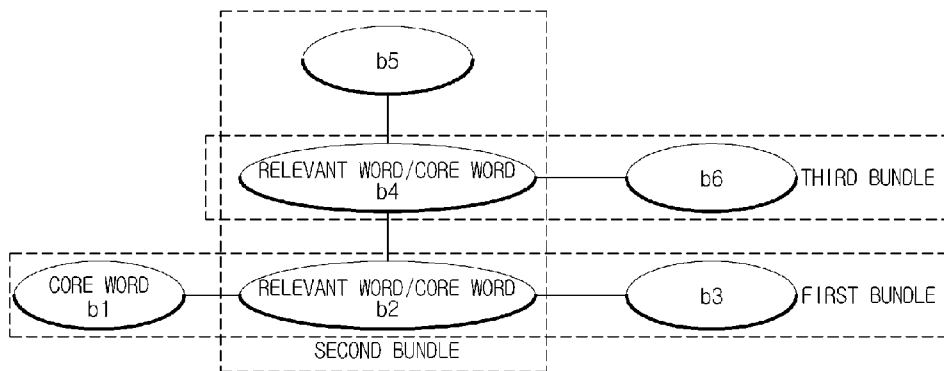 b5
RELEVANT WORD/CORE WORD
b4
b6
THIRD BUNDLE
CORE WORD
b1
RELEVANT WORD/CORE WORD
b2
b3
FIRST BUNDLE
SECOND BUNDLE